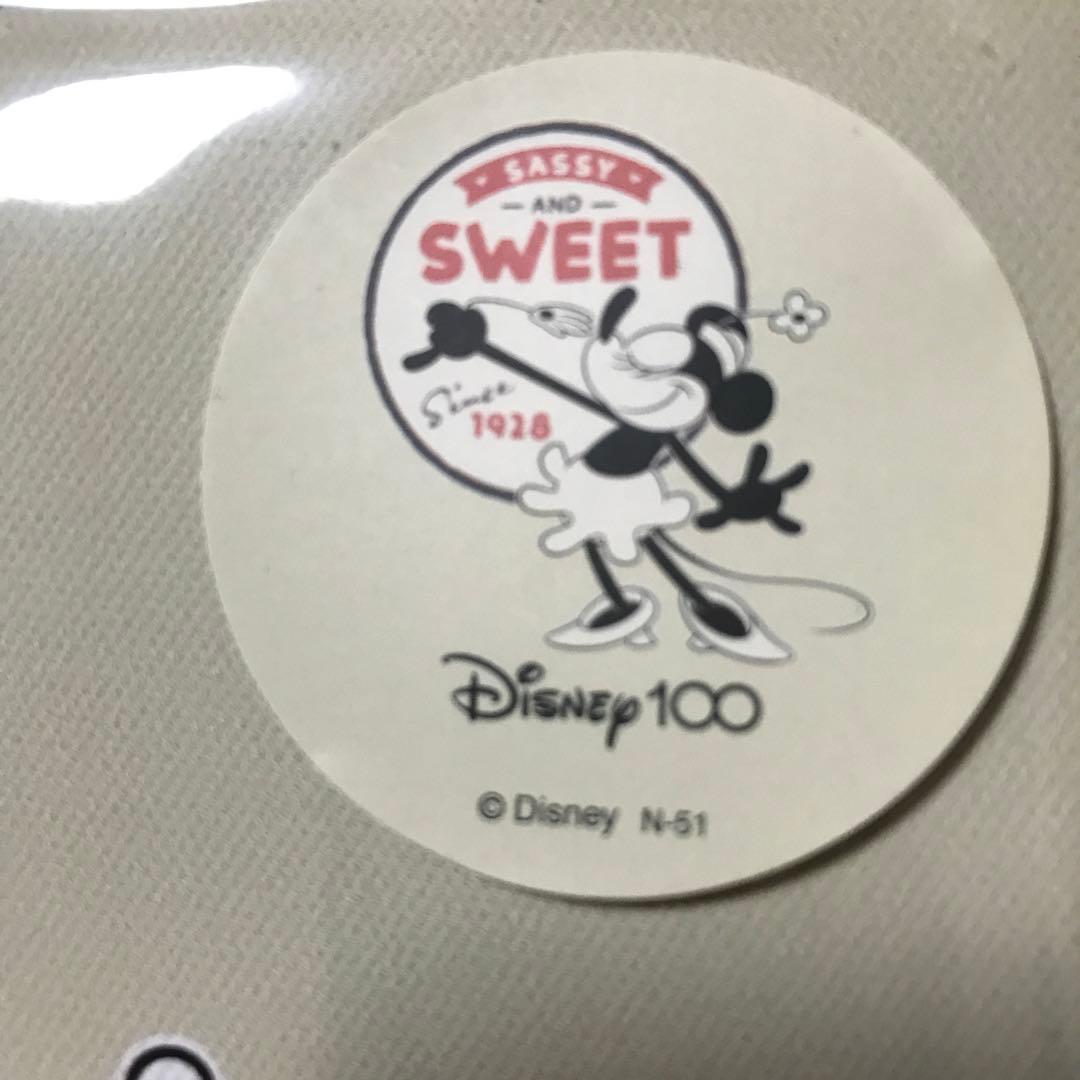 SASSY
AND
SWEET
Since
1928
Disney100
© Disney N-51